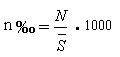 n‰ = N / S̅ · 1000